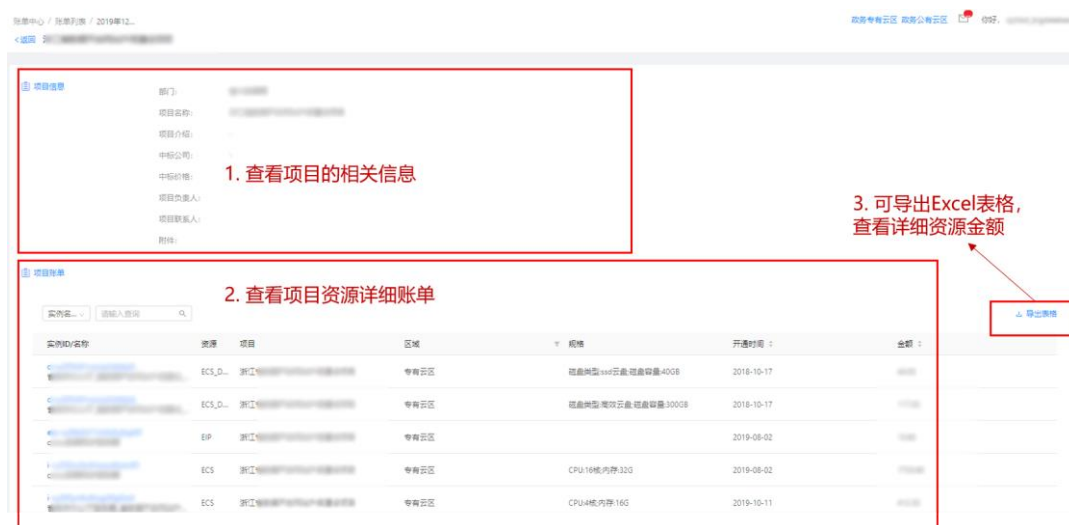 账单中心 / 账单列表 / 2019年12...
政务专有云区 政务公有云区 你好,
<返回
项目信息
部门:
项目名称:
项目介绍:
中标公司:
中标价格:
项目负责人:
项目联系人:
附件:
1. 查看项目的相关信息
3. 可导出Excel表格,
查看详细资源金额
项目账单
2. 查看项目资源详细账单
实例名... 请输入查询
导出表格
实例ID/名称 资源 项目 区域 规格 开通时间 金额
ECS_D... 浙江 专有云区 磁盘类型:ssd云盘;磁盘容量:40GB 2018-10-17
ECS_D... 浙江 专有云区 磁盘类型:高效云盘;磁盘容量:300GB 2018-10-17
EIP 浙江 专有云区 2019-08-02
ECS 浙江 专有云区 CPU:16核;内存:32G 2019-08-02
ECS 浙江 专有云区 CPU:4核;内存:16G 2019-10-11